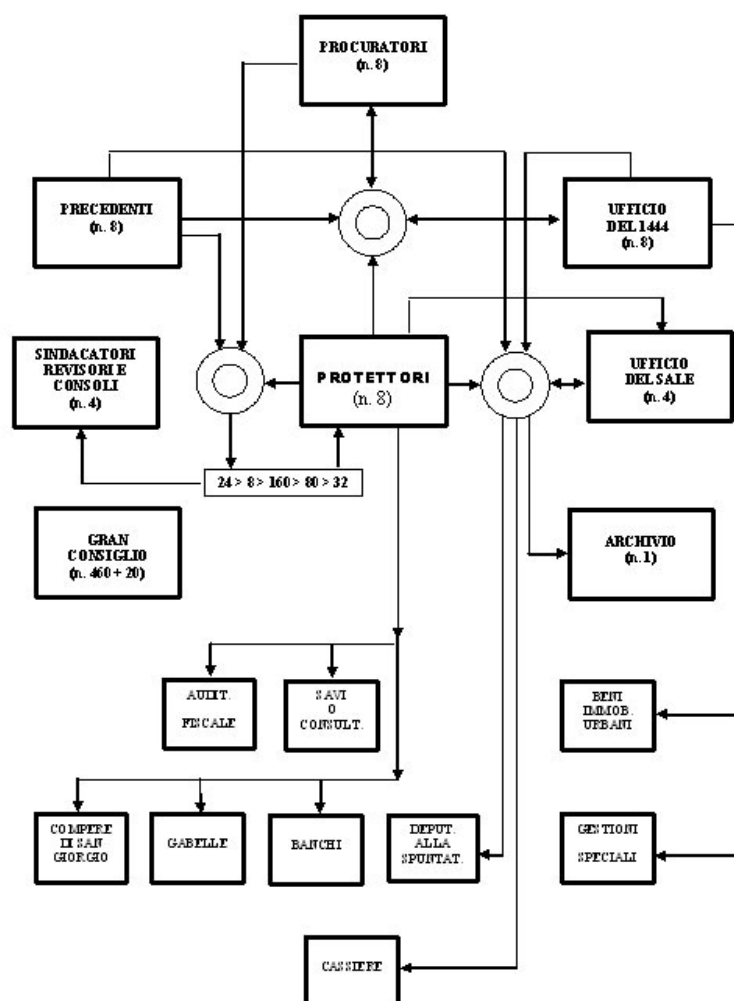 PROCURATORI
(n. 8)
PRECEDENTI
(n. 8)
UFFICIO
DEL 1444
(n. 8)
SINDACATORI
REVISORI E
CONSOLI
(n. 4)
PROTETTORI
(n. 8)
UFFICIO
DEL SALE
(n. 4)
24 > 8 > 160 > 80 > 32
GRAN
CONSIGLIO
(n. 460 + 20)
ARCHIVIO
(n. 1)
AUDIT.
FISCALE
SAVI
O
CONSULT.
BENI
IMMOB.
URBANI
COMPERE
DI SAN
GIORGIO
GABELLE
BANCHI
DEPUT.
ALLA
SPUNTAT.
GESTIONI
SPECIALI
CASSIERE